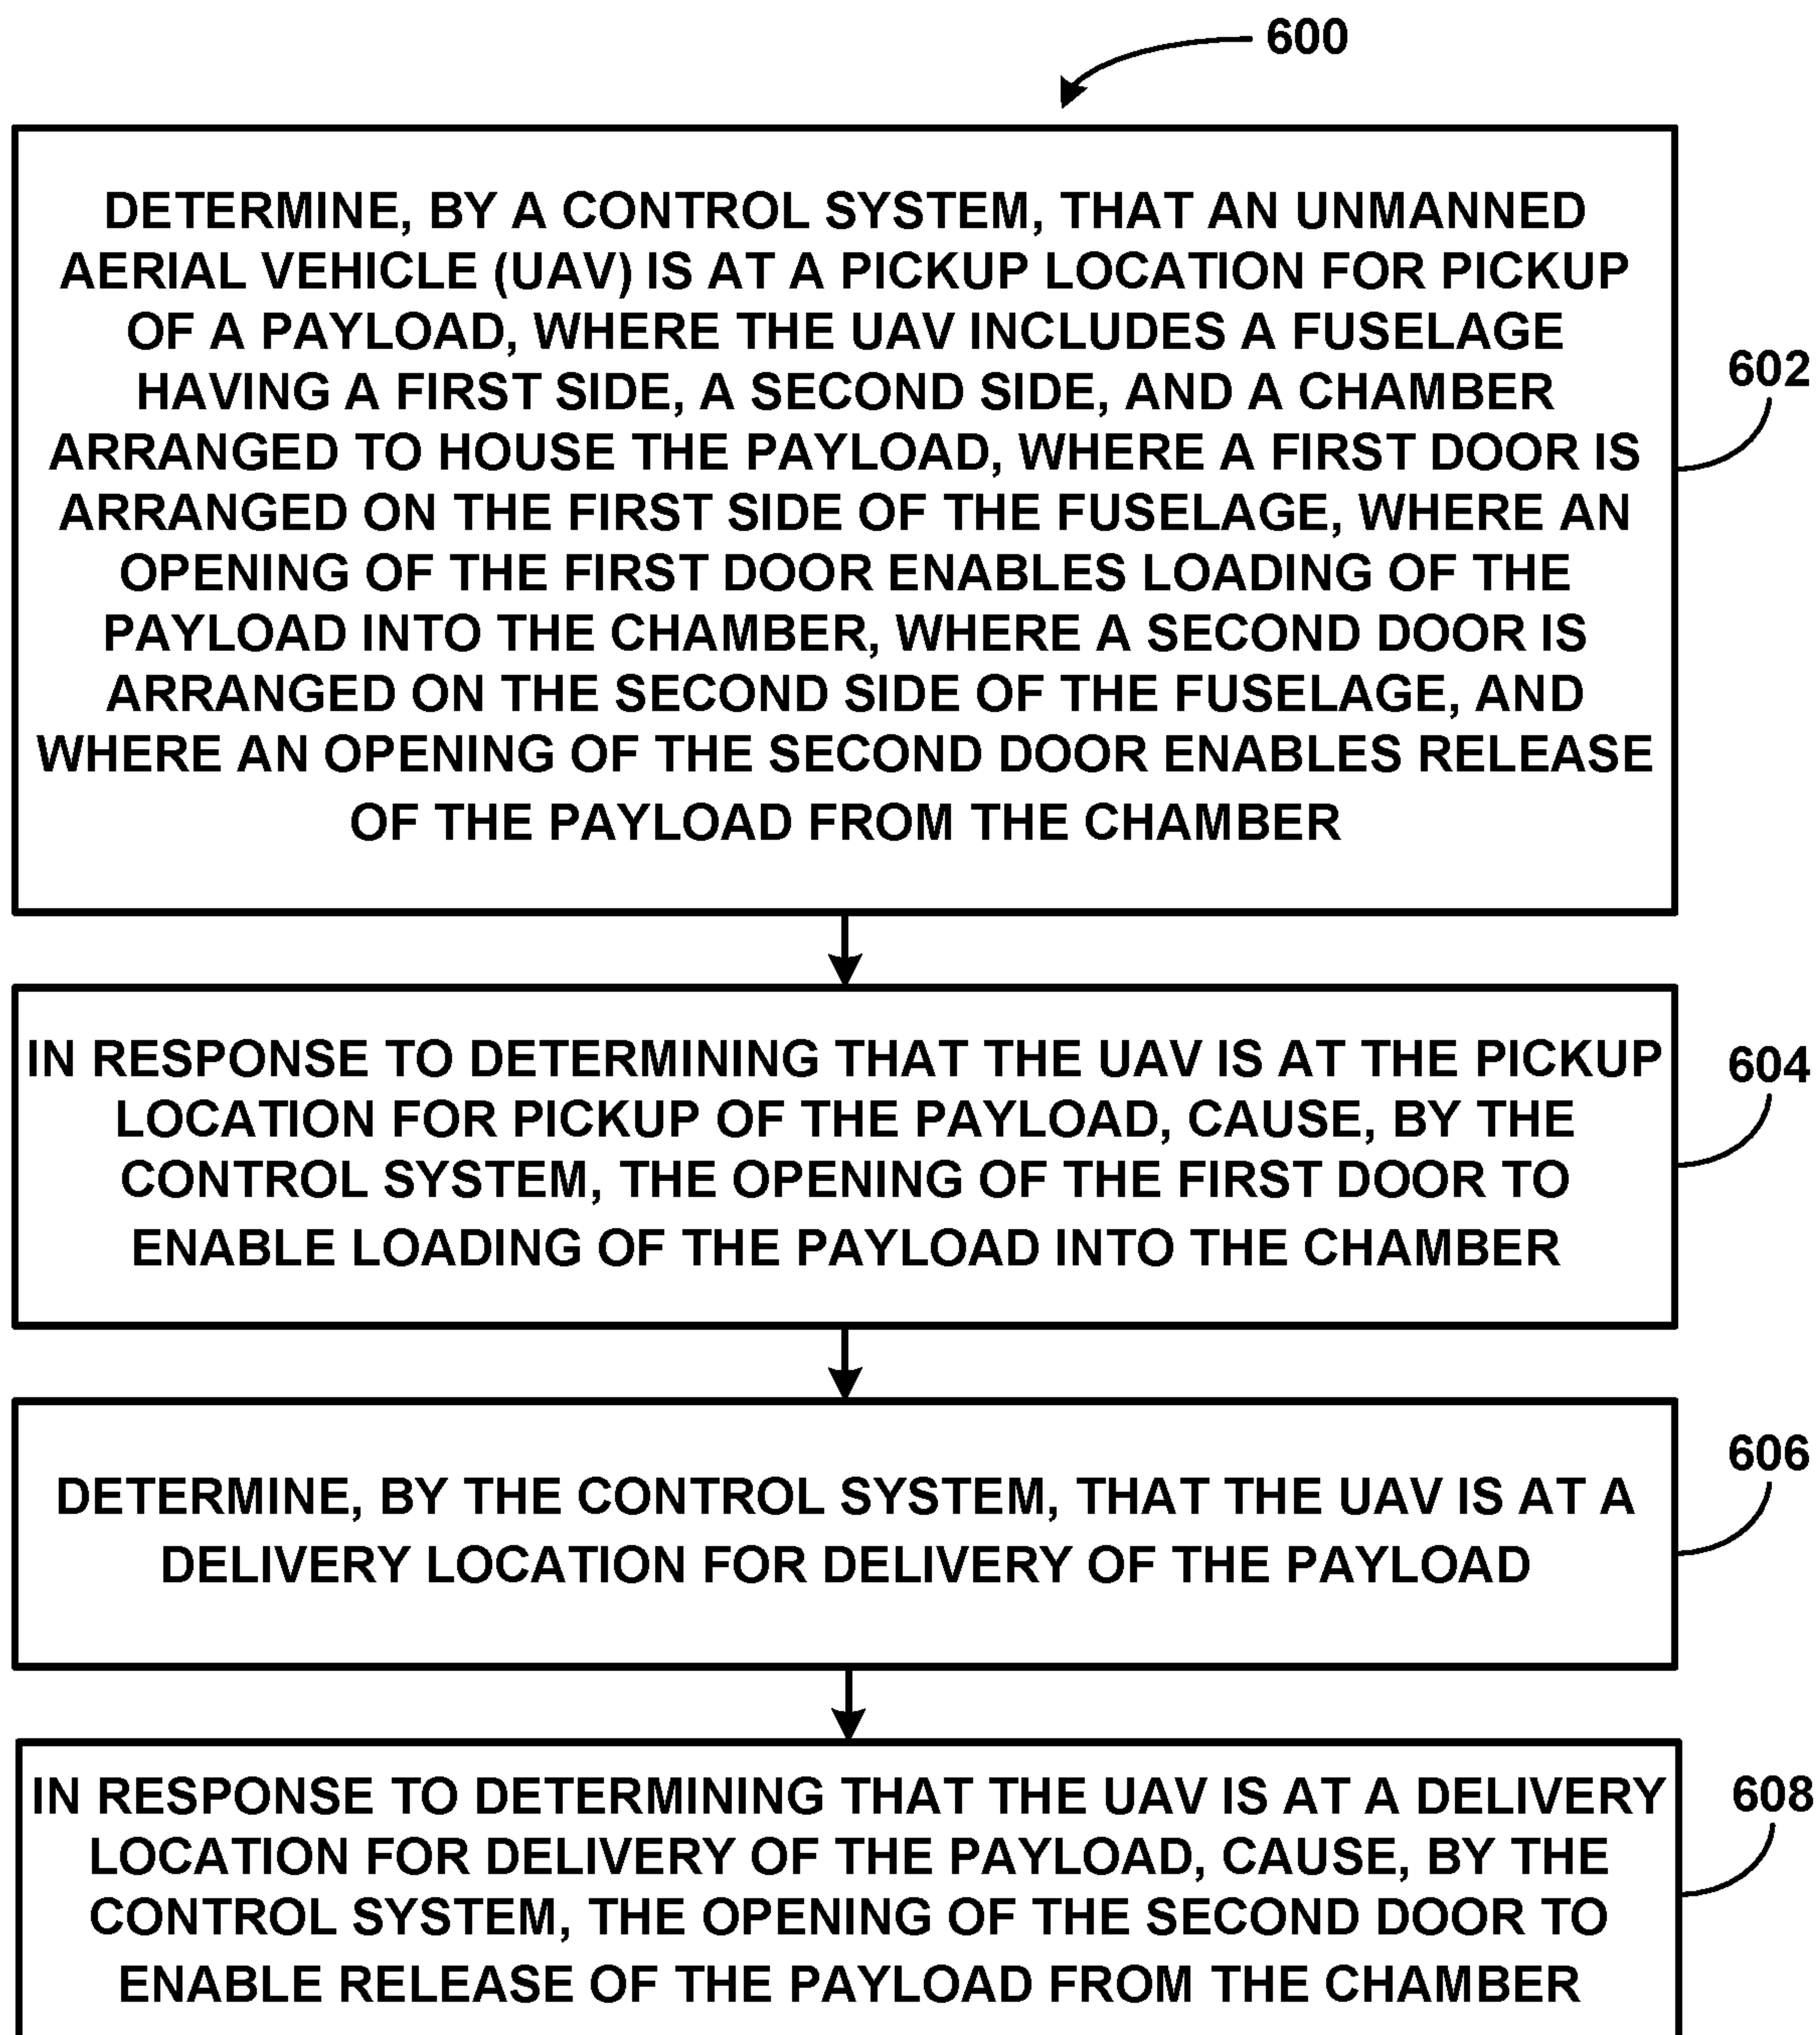 600
DETERMINE, BY A CONTROL SYSTEM, THAT AN UNMANNED
AERIAL VEHICLE (UAV) IS AT A PICKUP LOCATION FOR PICKUP
OF A PAYLOAD, WHERE THE UAV INCLUDES A FUSELAGE
HAVING A FIRST SIDE, A SECOND SIDE, AND A CHAMBER
ARRANGED TO HOUSE THE PAYLOAD, WHERE A FIRST DOOR IS
ARRANGED ON THE FIRST SIDE OF THE FUSELAGE, WHERE AN
OPENING OF THE FIRST DOOR ENABLES LOADING OF THE
PAYLOAD INTO THE CHAMBER, WHERE A SECOND DOOR IS
ARRANGED ON THE SECOND SIDE OF THE FUSELAGE, AND
WHERE AN OPENING OF THE SECOND DOOR ENABLES RELEASE
OF THE PAYLOAD FROM THE CHAMBER
602
IN RESPONSE TO DETERMINING THAT THE UAV IS AT THE PICKUP
LOCATION FOR PICKUP OF THE PAYLOAD, CAUSE, BY THE
CONTROL SYSTEM, THE OPENING OF THE FIRST DOOR TO
ENABLE LOADING OF THE PAYLOAD INTO THE CHAMBER
604
DETERMINE, BY THE CONTROL SYSTEM, THAT THE UAV IS AT A
DELIVERY LOCATION FOR DELIVERY OF THE PAYLOAD
606
IN RESPONSE TO DETERMINING THAT THE UAV IS AT A DELIVERY
LOCATION FOR DELIVERY OF THE PAYLOAD, CAUSE, BY THE
CONTROL SYSTEM, THE OPENING OF THE SECOND DOOR TO
ENABLE RELEASE OF THE PAYLOAD FROM THE CHAMBER
608